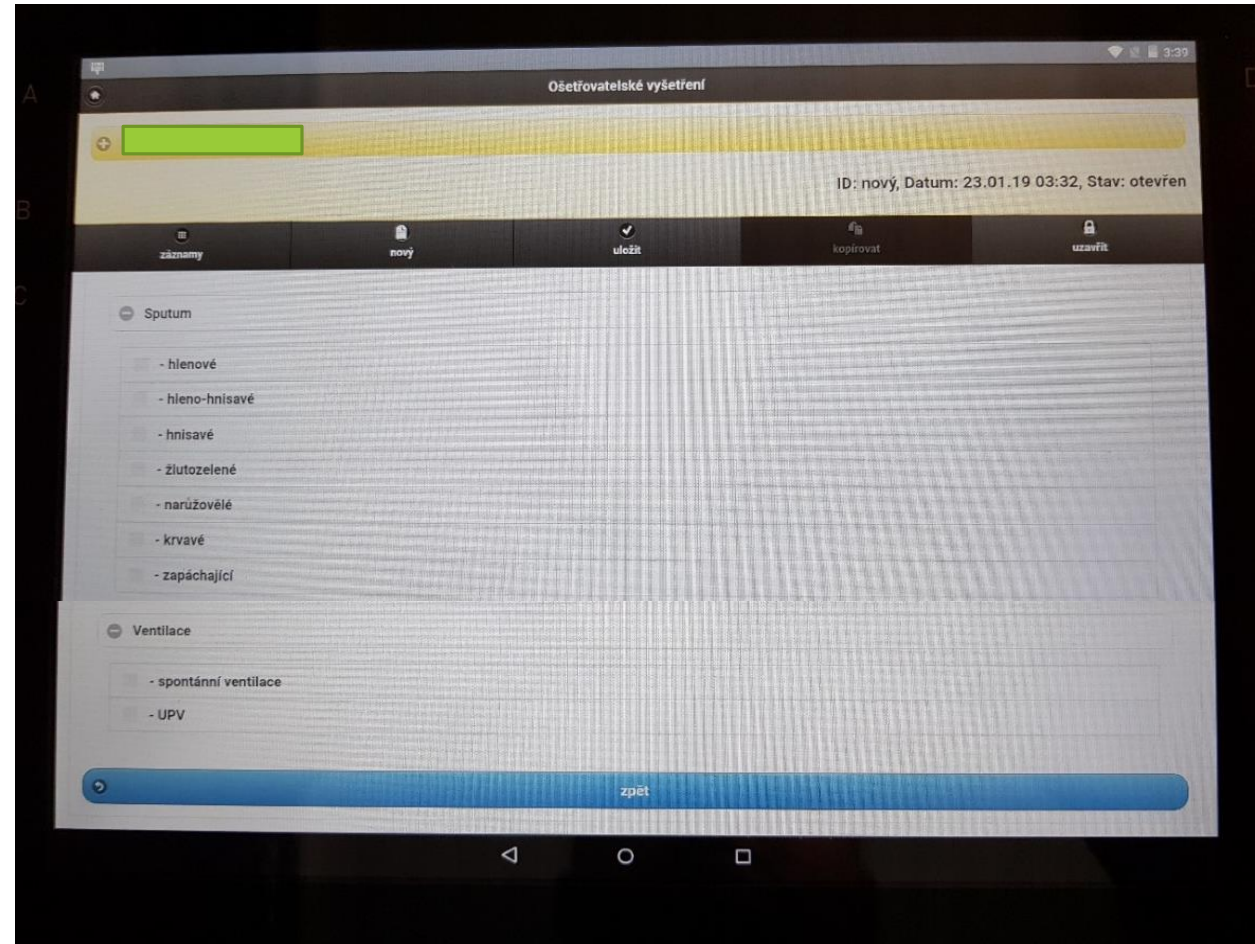 3:39
Ošetřovatelské vyšetření
ID: nový, Datum: 23.01.19 03:32, Stav: otevřen
záznamy nový uložit kopírovat uzavřít
Sputum
- hlenové
- hleno-hnisavé
- hnisavé
- žlutozelené
- narůžovělé
- krvavé
- zapáchající
Ventilace
- spontánní ventilace
- UPV
zpět
A
B
C
D